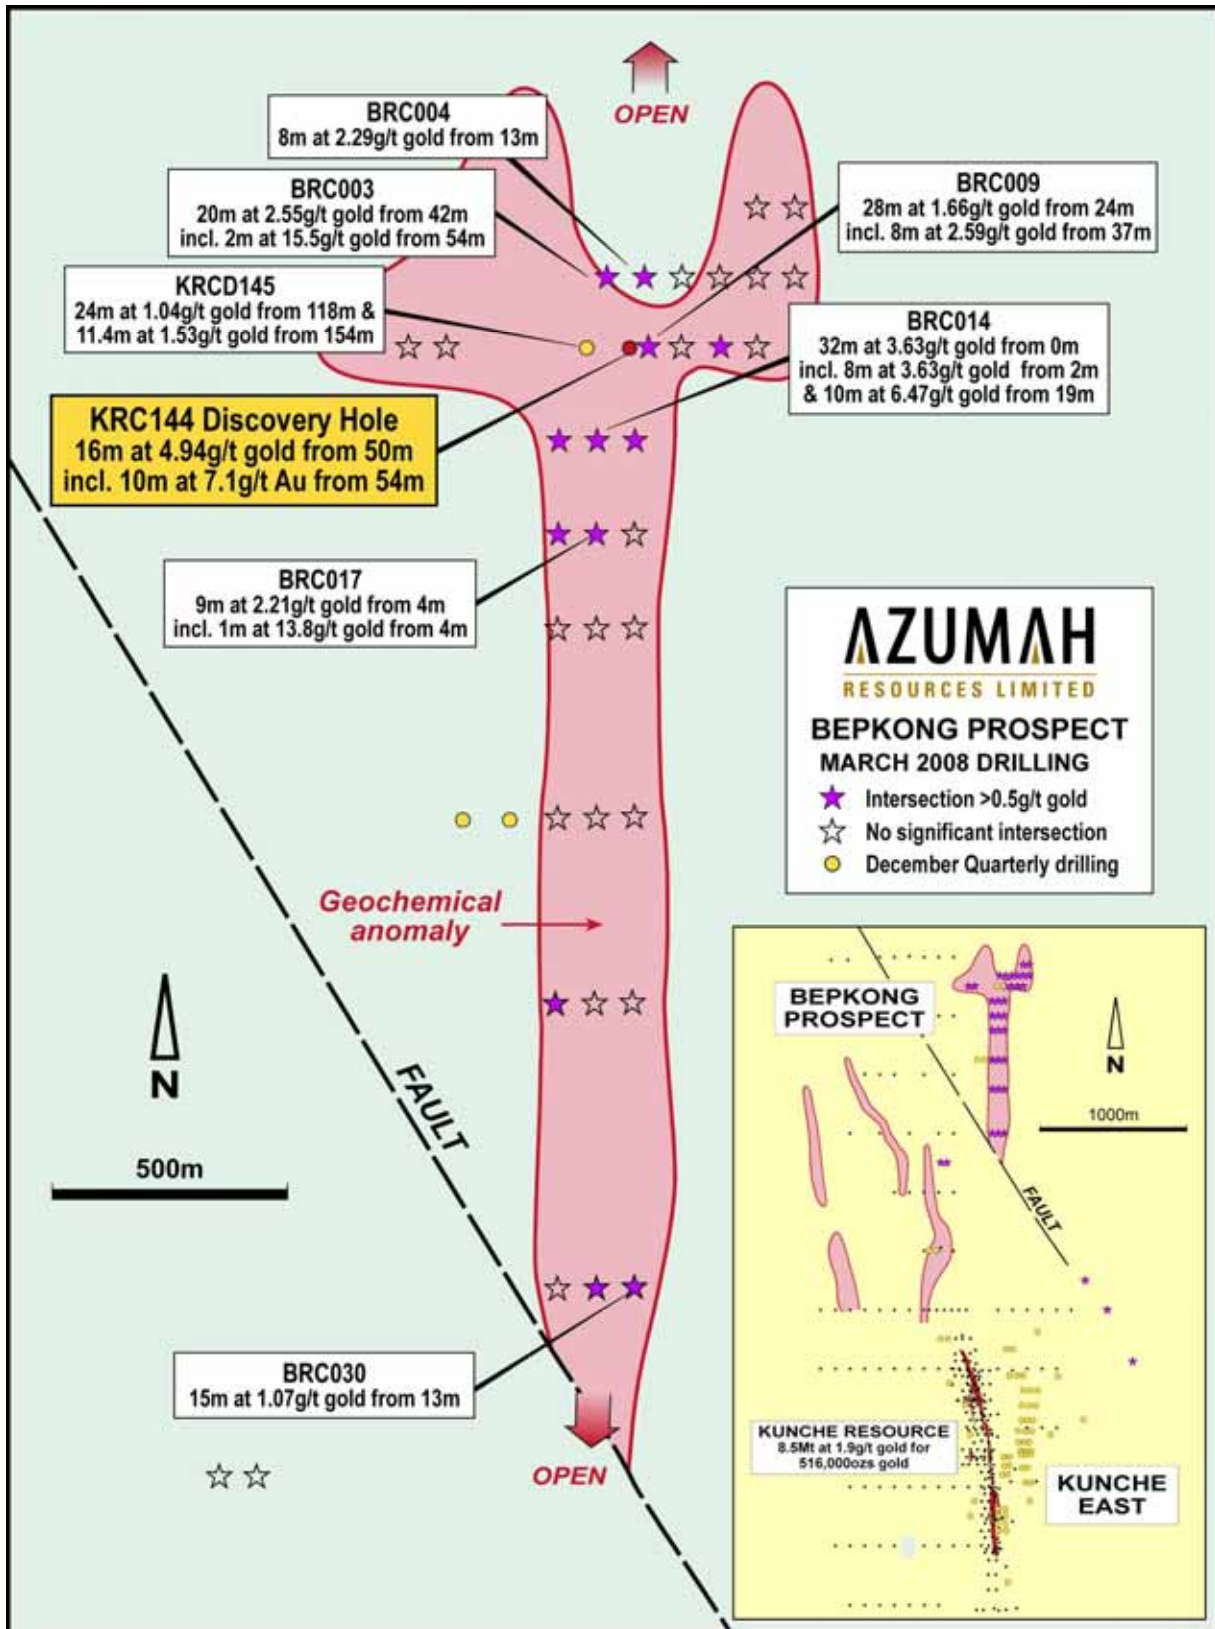 OPEN
BRC004
8m at 2.29g/t gold from 13m
BRC003
20m at 2.55g/t gold from 42m
incl. 2m at 15.5g/t gold from 54m
BRC009
28m at 1.66g/t gold from 24m
incl. 8m at 2.59g/t gold from 37m
KRCD145
24m at 1.04g/t gold from 118m &
11.4m at 1.53g/t gold from 154m
BRC014
32m at 3.63g/t gold from 0m
incl. 8m at 3.63g/t gold from 2m
& 10m at 6.47g/t gold from 19m
KRC144 Discovery Hole
16m at 4.94g/t gold from 50m
incl. 10m at 7.1g/t Au from 54m
BRC017
9m at 2.21g/t gold from 4m
incl. 1m at 13.8g/t gold from 4m
AZUMAH
RESOURCES LIMITED
BEPKONG PROSPECT
MARCH 2008 DRILLING
Intersection >0.5g/t gold
No significant intersection
December Quarterly drilling
Geochemical
anomaly
N
FAULT
500m
BRC030
15m at 1.07g/t gold from 13m
OPEN
BEPKONG
PROSPECT
N
1000m
FAULT
KUNCHE RESOURCE
8.5Mt at 1.9g/t gold for
516,000ozs gold
KUNCHE
EAST